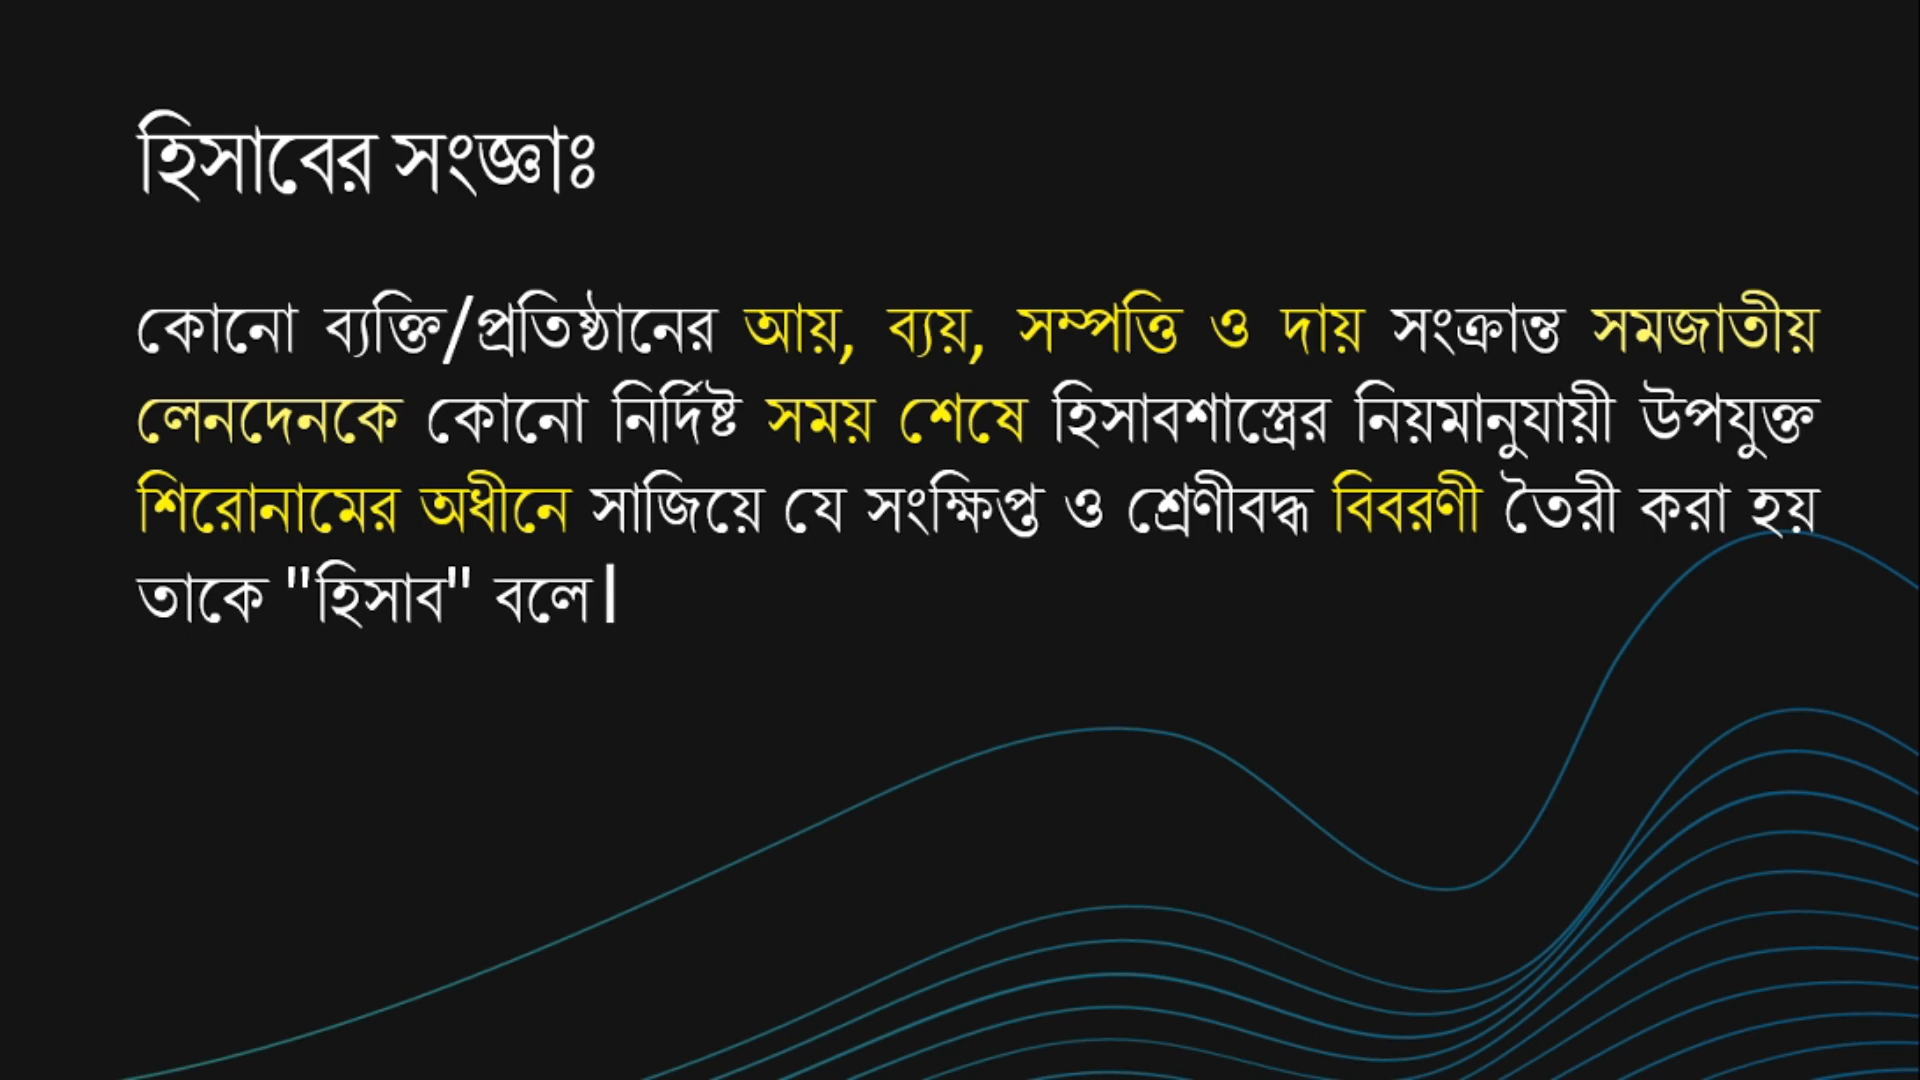 হিসাবের সংজ্ঞাঃ
কোনো ব্যক্তি/প্রতিষ্ঠানের আয়, ব্যয়, সম্পত্তি ও দায় সংক্রান্ত সমজাতীয়
লেনদেনকে কোনো নির্দিষ্ট সময় শেষে হিসাবশাস্ত্রের নিয়মানুযায়ী উপযুক্ত
শিরোনামের অধীনে সাজিয়ে যে সংক্ষিপ্ত ও শ্রেণীবদ্ধ বিবরণী তৈরী করা হয়
তাকে "হিসাব" বলে।